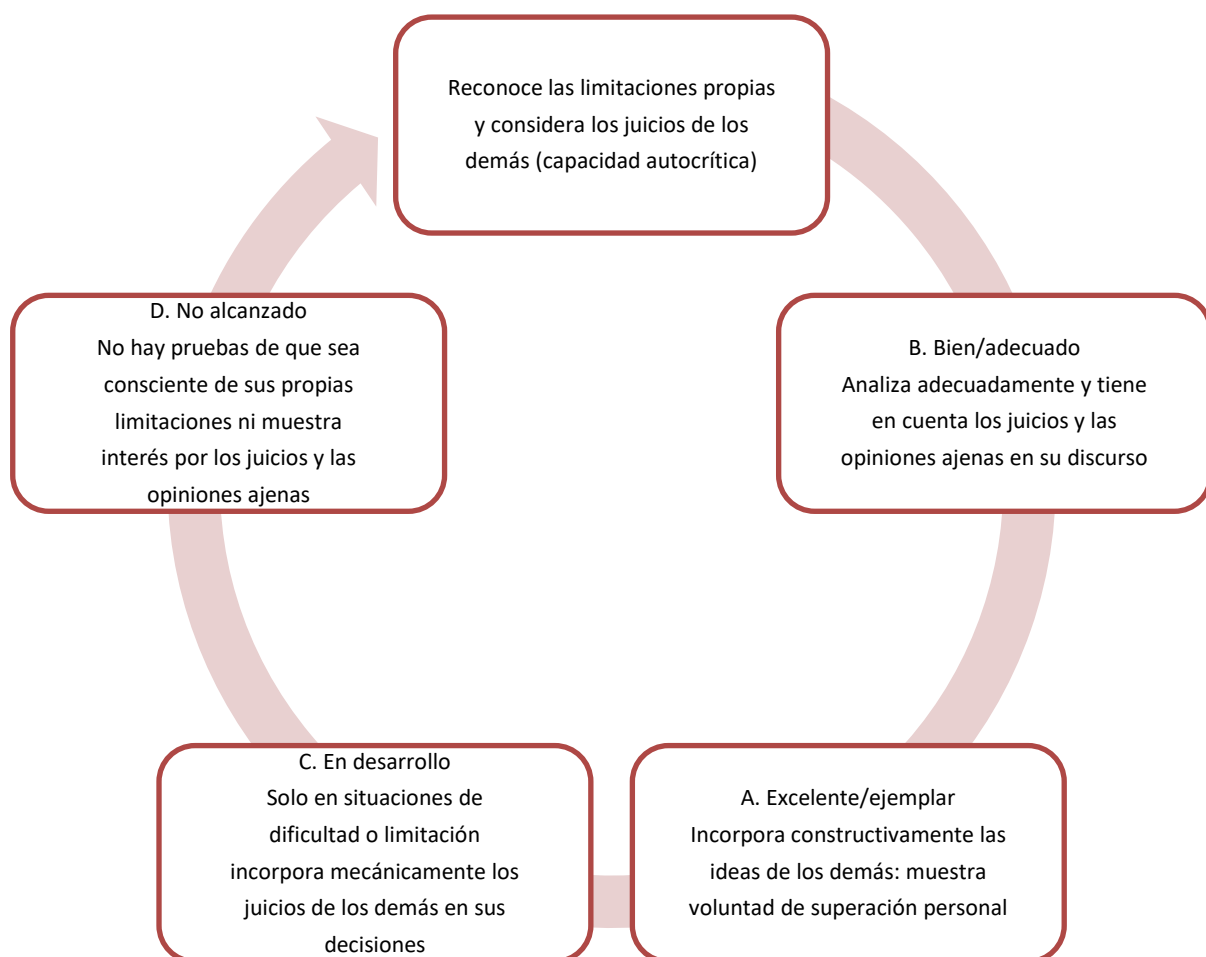 Reconoce las limitaciones propias
y considera los juicios de los
demás (capacidad autocrítica)
D. No alcanzado
No hay pruebas de que sea
consciente de sus propias
limitaciones ni muestra
interés por los juicios y las
opiniones ajenas
B. Bien/adecuado
Analiza adecuadamente y tiene
en cuenta los juicios y las
opiniones ajenas en su discurso
C. En desarrollo
Solo en situaciones de
dificultad o limitación
incorpora mecánicamente los
juicios de los demás en sus
decisiones
A. Excelente/ejemplar
Incorpora constructivamente las
ideas de los demás: muestra
voluntad de superación personal